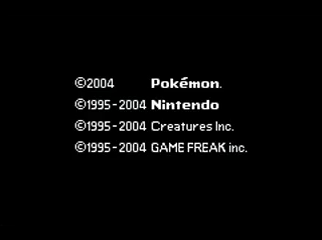 ©2004 Pokémon.
©1995-2004 Nintendo
©1995-2004 Creatures Inc.
©1995-2004 GAME FREAK inc.